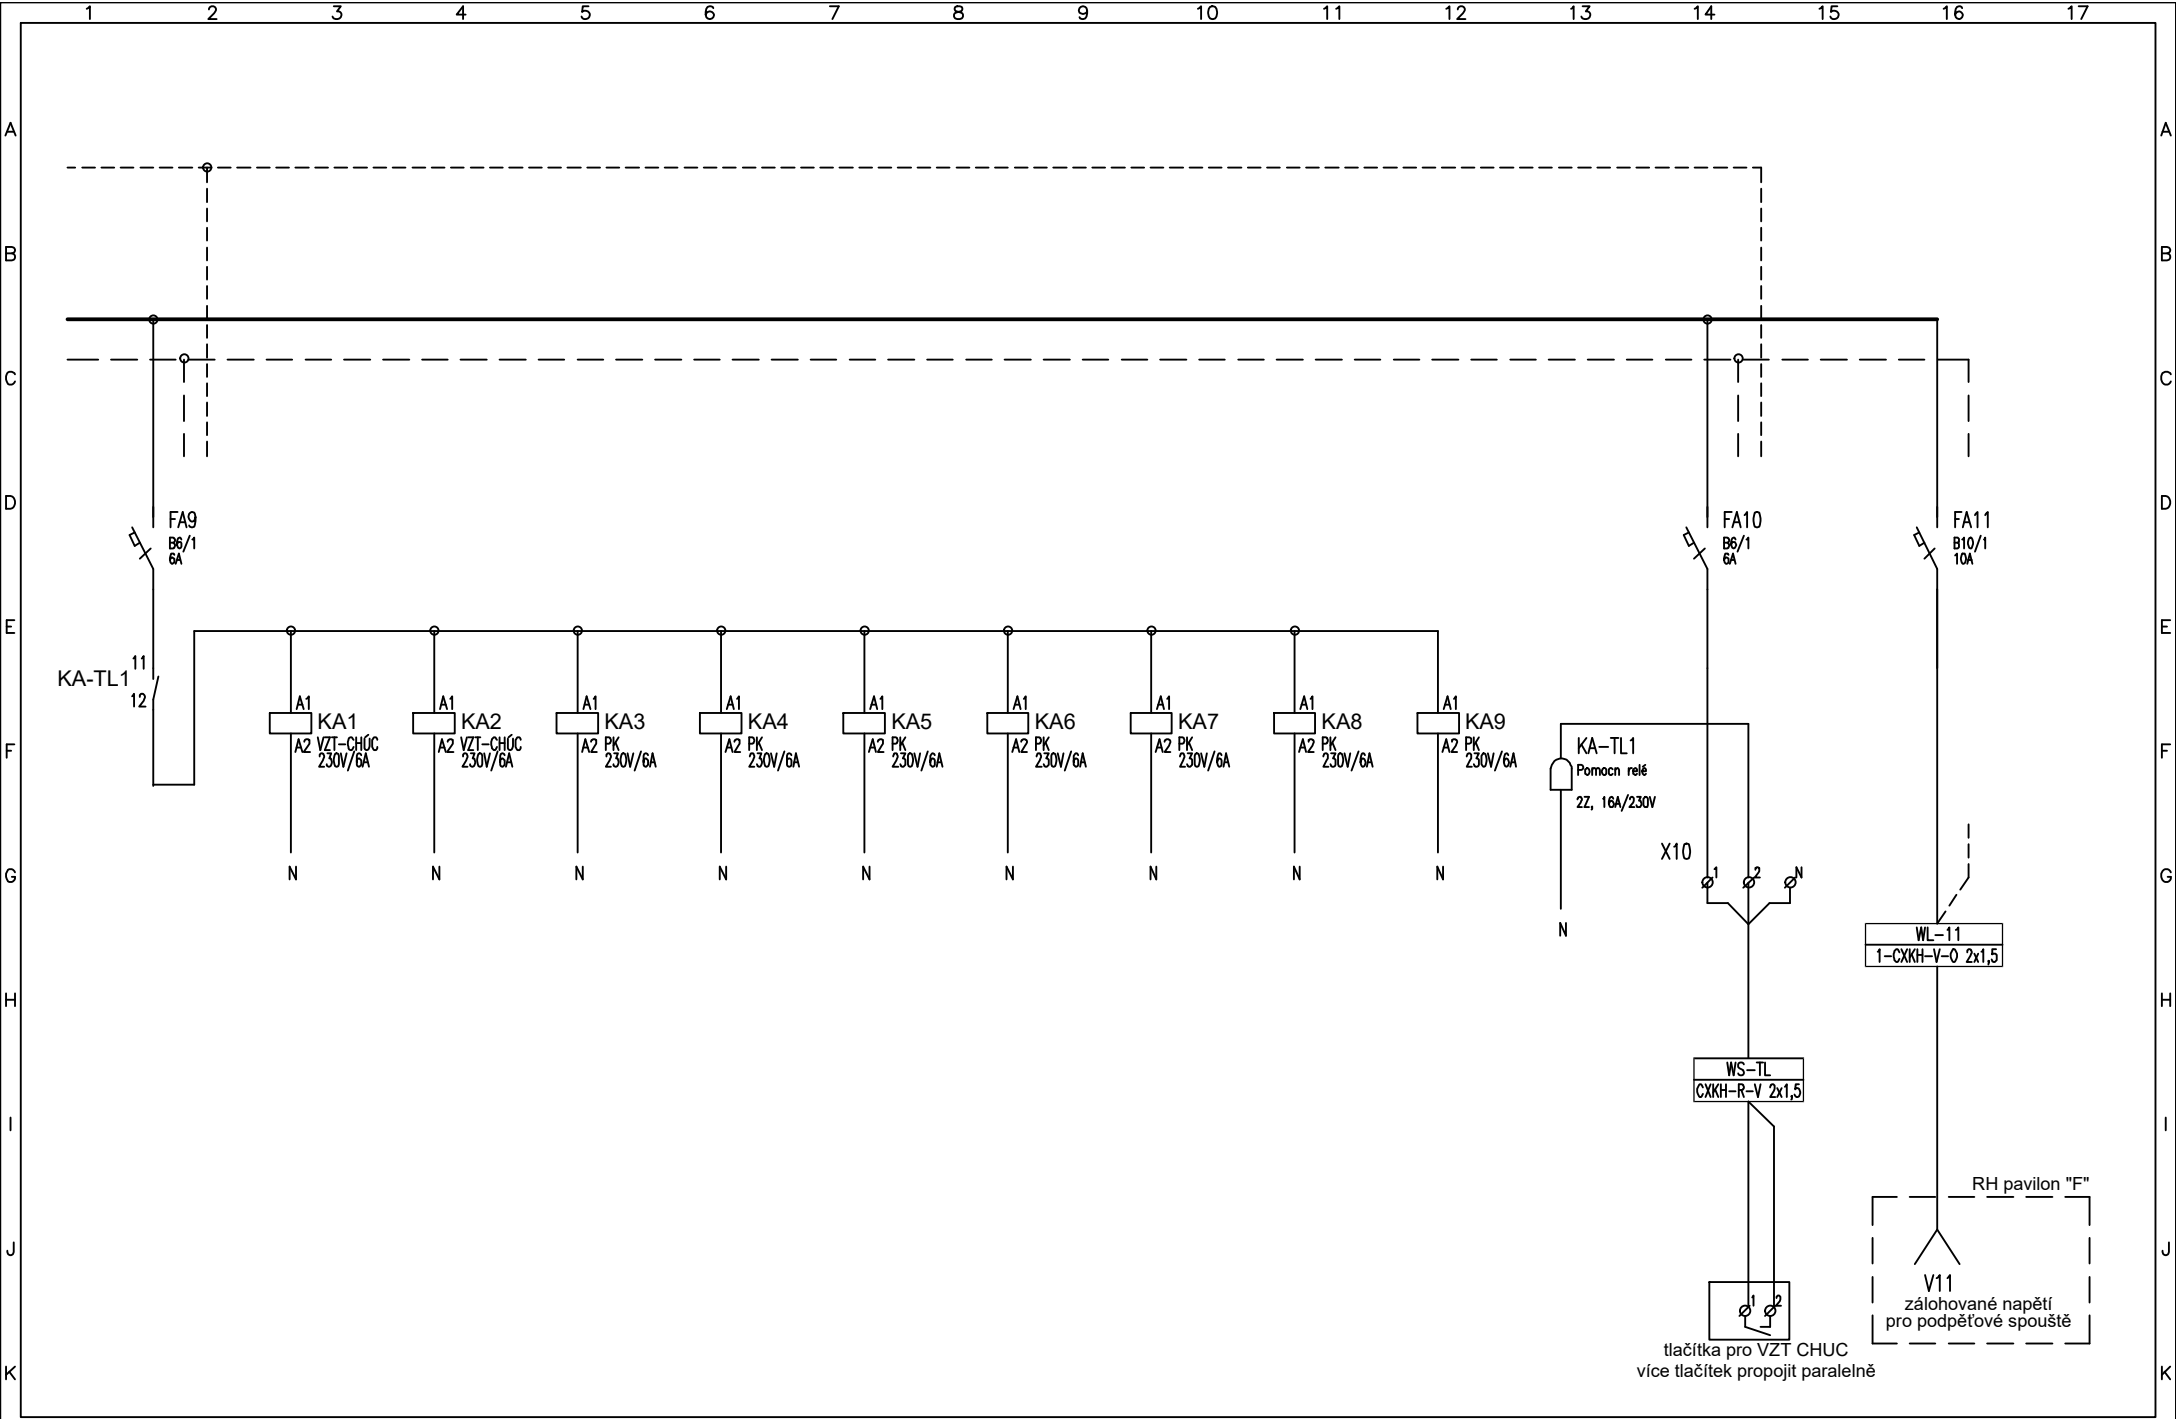 1 2 3 4 5 6 7 8 9 10 11 12 13 14 15 16 17
A A
B B
C C
D D
FA9
B6/1
6A
FA10
B6/1
6A
FA11
B10/1
10A
E E
KA-TL1
11
12
A1 KA1
A2 VZT-CHÚC
230V/6A
N
A1 KA2
A2 VZT-CHÚC
230V/6A
N
A1 KA3
A2 PK
230V/6A
N
A1 KA4
A2 PK
230V/6A
N
A1 KA5
A2 PK
230V/6A
N
A1 KA6
A2 PK
230V/6A
N
A1 KA7
A2 PK
230V/6A
N
A1 KA8
A2 PK
230V/6A
N
A1 KA9
A2 PK
230V/6A
N
F F
KA-TL1
Pomocn relé
2Z, 16A/230V
N
X10
1 2 N
G G
WL-11
1-CXKH-V-O 2x1,5
H H
WS-TL
CXKH-R-V 2x1,5
I I
RH pavilon "F"
J J
V11
zálohované napětí
pro podpěťové spouště
1 2
tlačítka pro VZT CHUC
více tlačítek propojit paralelně
K K